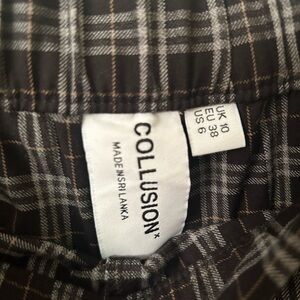 COLLUSION x
MADE IN SRI LANKA
UK 10
EU 38
US 6